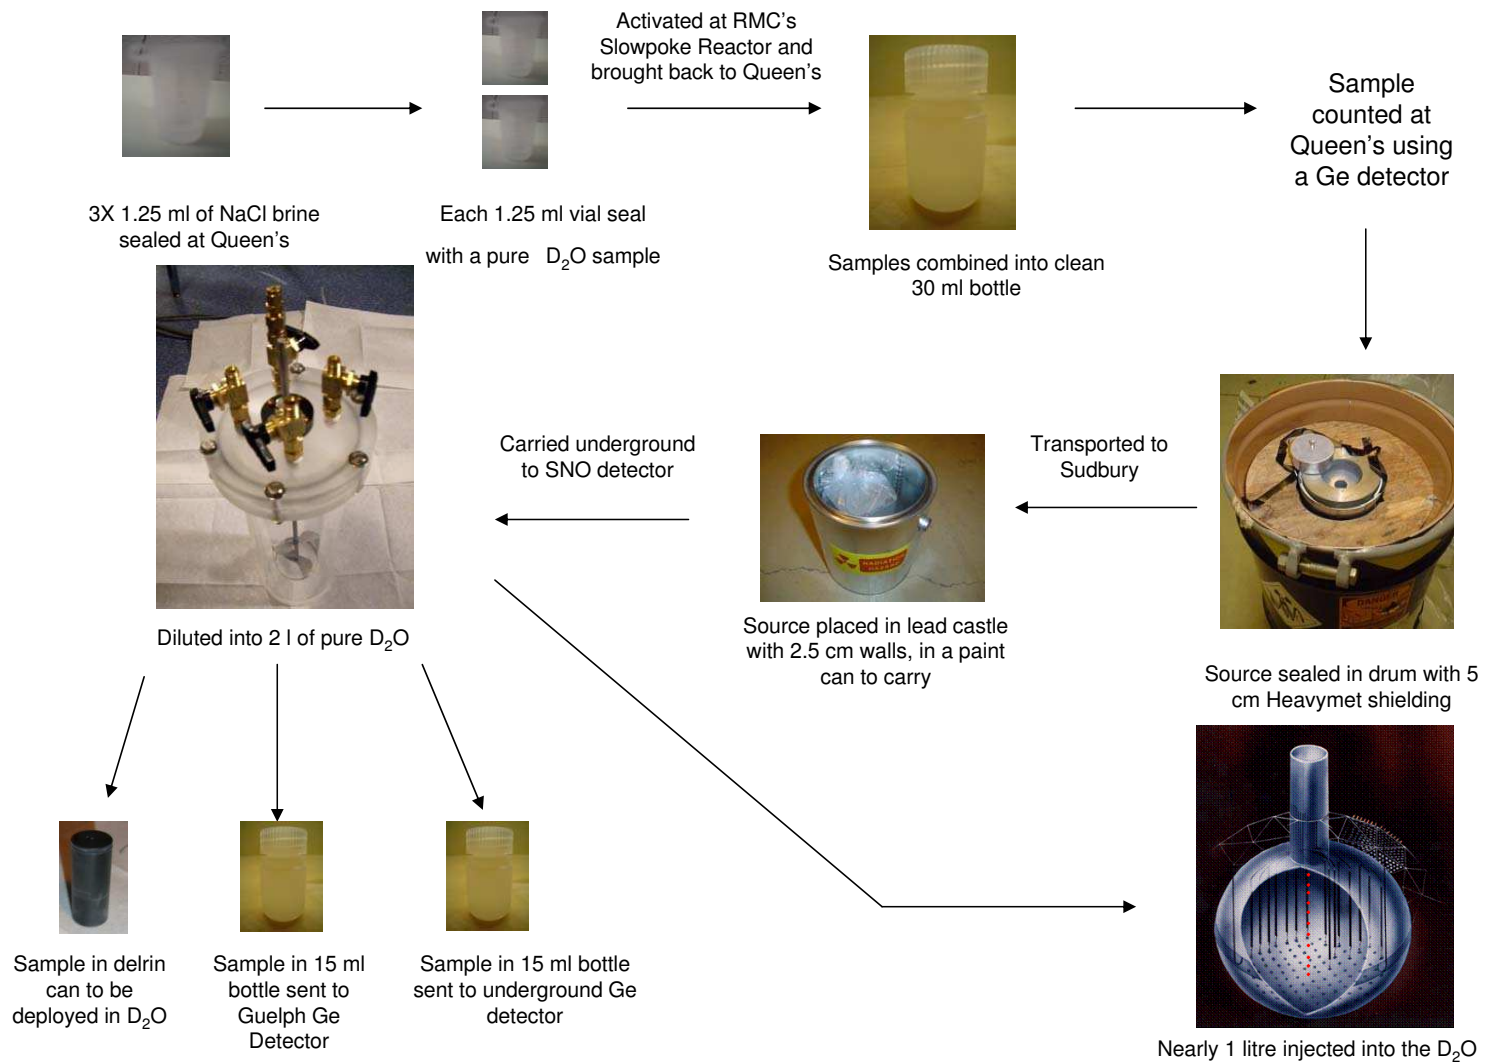 3X 1.25 ml of NaCl brine
sealed at Queen's
Each 1.25 ml vial seal
with a pure D₂O sample
Activated at RMC's
Slowpoke Reactor and
brought back to Queen's
Samples combined into clean
30 ml bottle
Sample
counted at
Queen's using
a Ge detector
DANGER
Source sealed in drum with 5
cm Heavymet shielding
Transported to
Sudbury
RADIATION
Source placed in lead castle
with 2.5 cm walls, in a paint
can to carry
Carried underground
to SNO detector
Diluted into 2 l of pure D₂O
Sample in delrin
can to be
deployed in D₂O
Sample in 15 ml
bottle sent to
Guelph Ge
Detector
Sample in 15 ml bottle
sent to underground Ge
detector
Nearly 1 litre injected into the D₂O